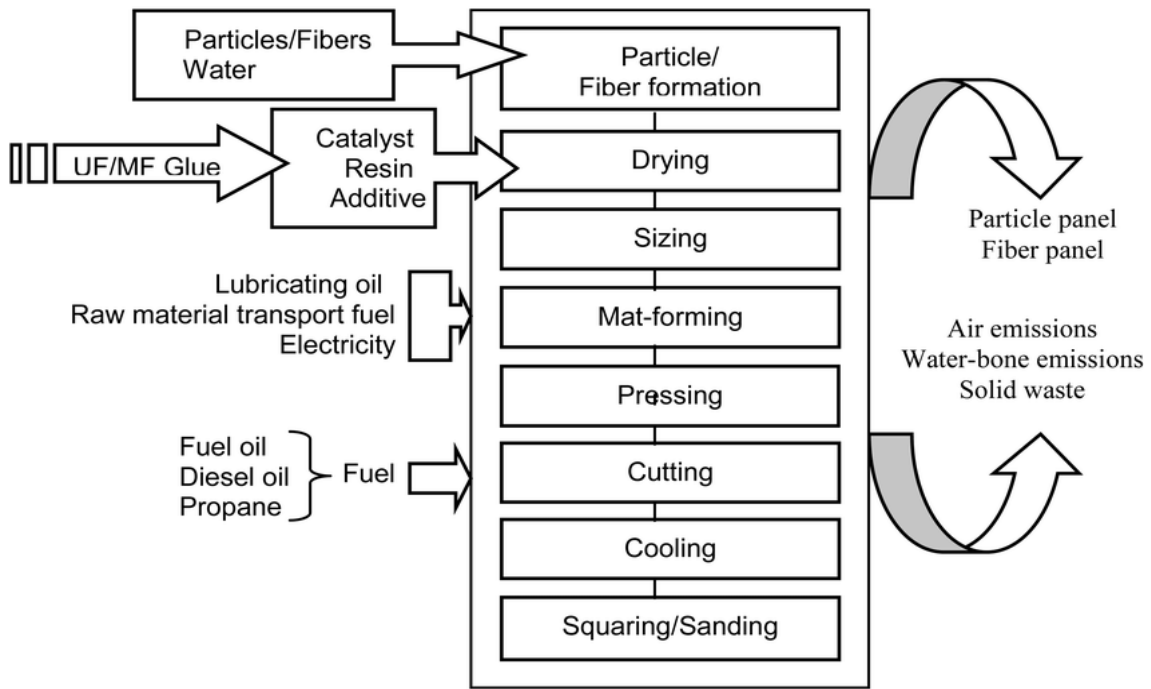 Particles/Fibers
Water
Particle/
Fiber formation
UF/MF Glue
Catalyst
Resin
Additive
Drying
Sizing
Lubricating oil
Raw material transport fuel
Electricity
Mat-forming
Pressing
Fuel oil
Diesel oil
Propane
Fuel
Cutting
Cooling
Squaring/Sanding
Particle panel
Fiber panel
Air emissions
Water-bone emissions
Solid waste